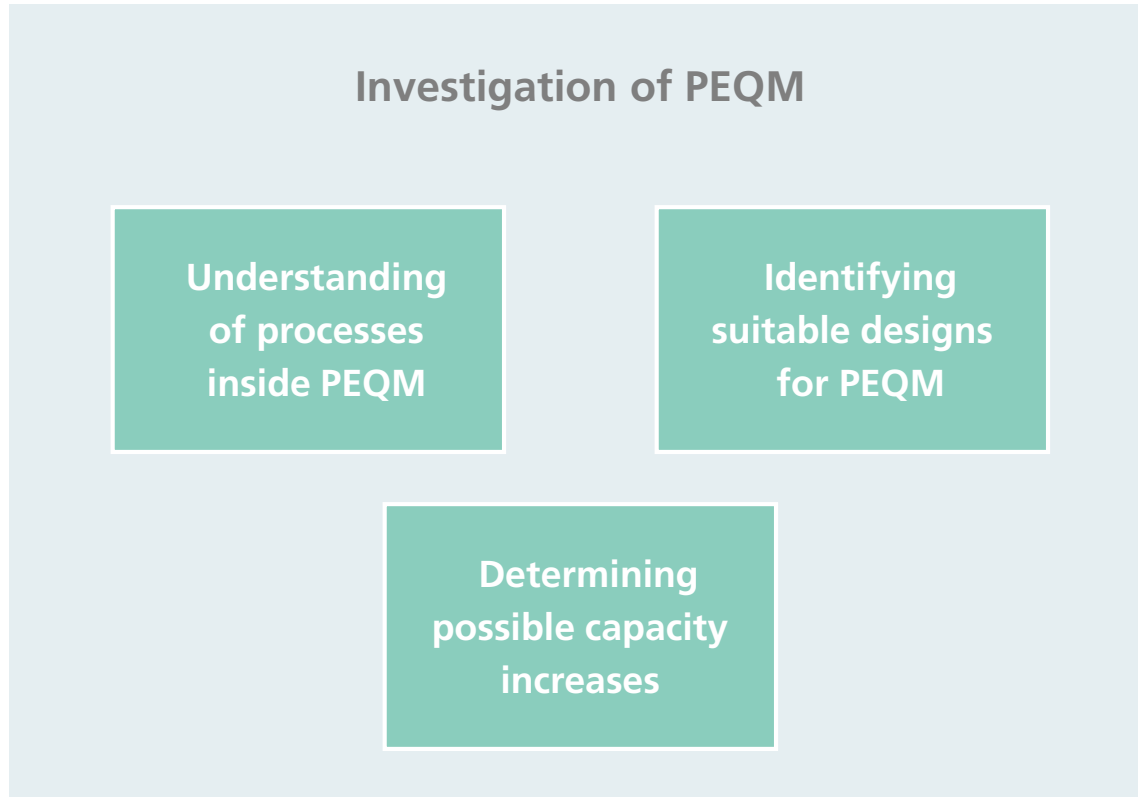 Investigation of PEQM
Understanding
of processes
inside PEQM
Identifying
suitable designs
for PEQM
Determining
possible capacity
increases